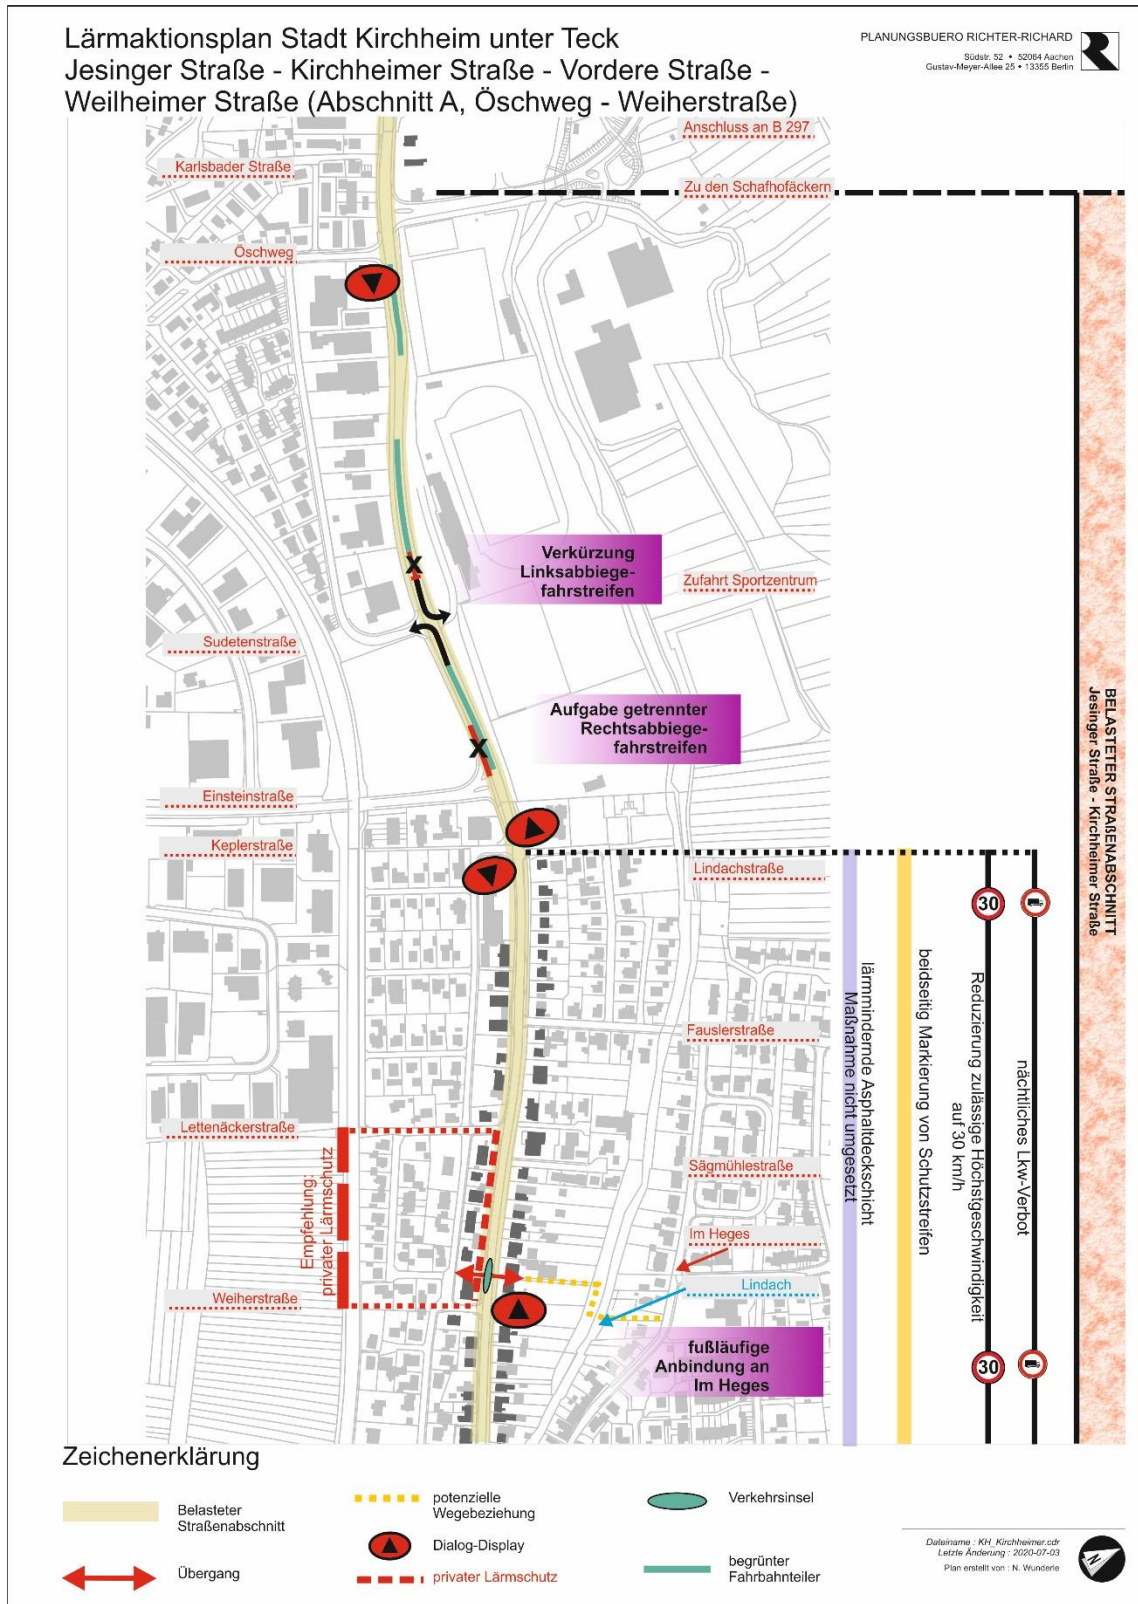 Lärmaktionsplan Stadt Kirchheim unter Teck
Jesinger Straße - Kirchheimer Straße - Vordere Straße -
Weilheimer Straße (Abschnitt A, Öschweg - Weiherstraße)
PLANUNGSBUERO RICHTER-RICHARD
Südstr. 52 • 52064 Aachen
Gustav-Meyer-Allee 25 • 13355 Berlin
R
Anschluss an B 297
Karlsbader Straße
Zu den Schafhofäckern
Öschweg
Verkürzung
Linksabbiege-
fahrstreifen
X
Zufahrt Sportzentrum
Sudetenstraße
Aufgabe getrennter
Rechtsabbiege-
fahrstreifen
X
BELASTETER STRAßENABSCHNITT
Jesinger Straße - Kirchheimer Straße
Einsteinstraße
Keplerstraße
Lindachstraße
30
lärmmindernde Asphaltdeckschicht
Maßnahme nicht umgesetzt
beidseitig Markierung von Schutzstreifen
Reduzierung zulässige Höchstgeschwindigkeit
auf 30 km/h
nächtliches Lkw-Verbot
Fauslerstraße
Lettenäckerstraße
Empfehlung:
privater Lärmschutz
Sägmühlestraße
Im Heges
Lindach
Weiherstraße
30
fußläufige
Anbindung an
Im Heges
Zeichenerklärung
Belasteter
Straßenabschnitt
Übergang
potenzielle
Wegebeziehung
Dialog-Display
privater Lärmschutz
Verkehrsinsel
begrünter
Fahrbahnteiler
Dateiname : KH_Kirchheimer.cdr
Letzte Änderung : 2020-07-03
Plan erstellt von : N. Wunderle
N